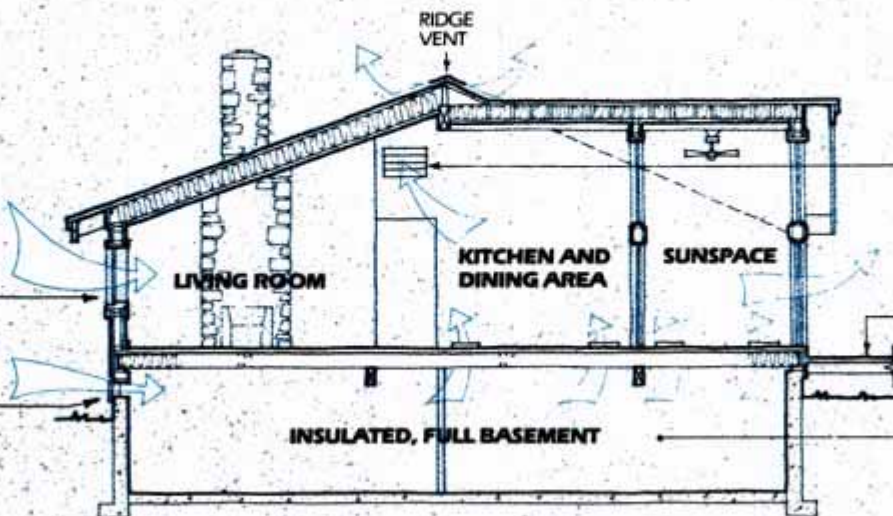 RIDGE
VENT
LIVING ROOM
KITCHEN AND
DINING AREA
SUNSPACE
INSULATED, FULL BASEMENT